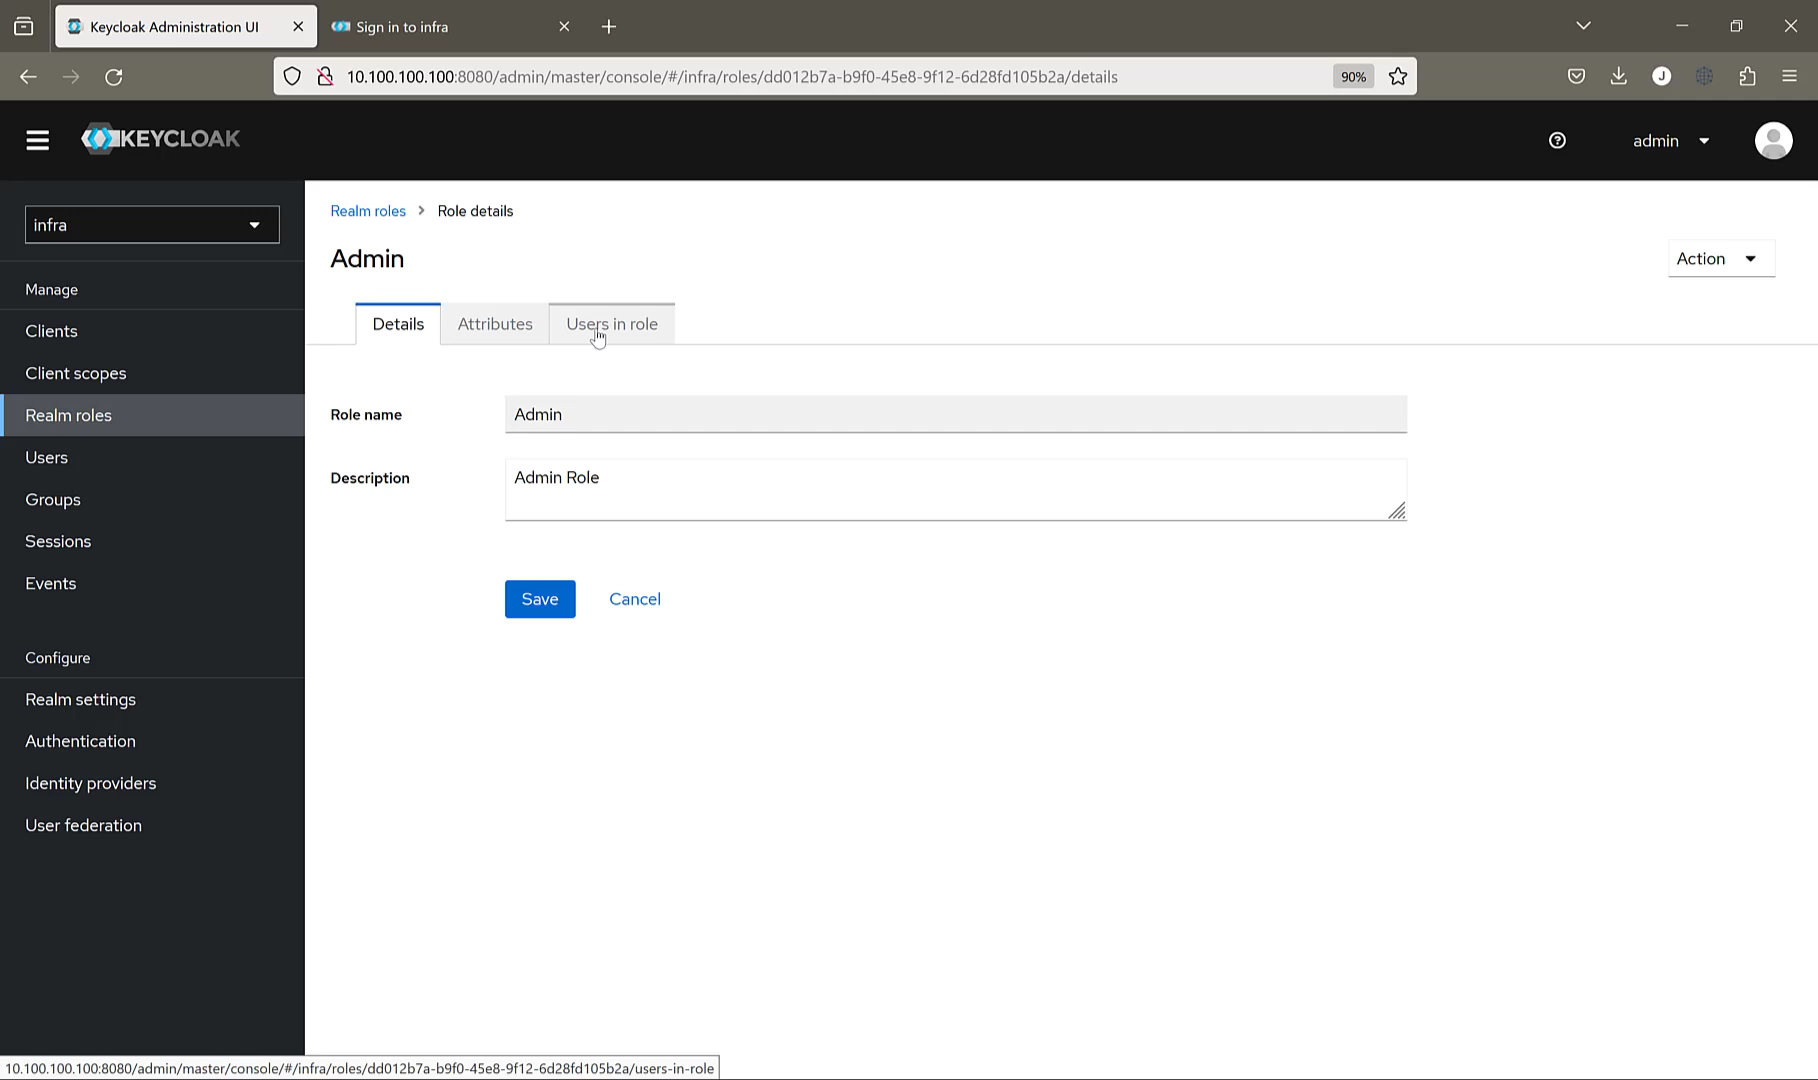 Keycloak Administration UI
Sign in to infra
10.100.100.100:8080/admin/master/console/#/infra/roles/dd012b7a-b9f0-45e8-9f12-6d28fd105b2a/details
90%
J
KEYCLOAK
admin
infra
Manage
Clients
Client scopes
Realm roles
Users
Groups
Sessions
Events
Configure
Realm settings
Authentication
Identity providers
User federation
Realm roles > Role details
Admin
Action
Details Attributes Users in role
Role name Admin
Description Admin Role
Save Cancel
10.100.100.100:8080/admin/master/console/#/infra/roles/dd012b7a-b9f0-45e8-9f12-6d28fd105b2a/users-in-role